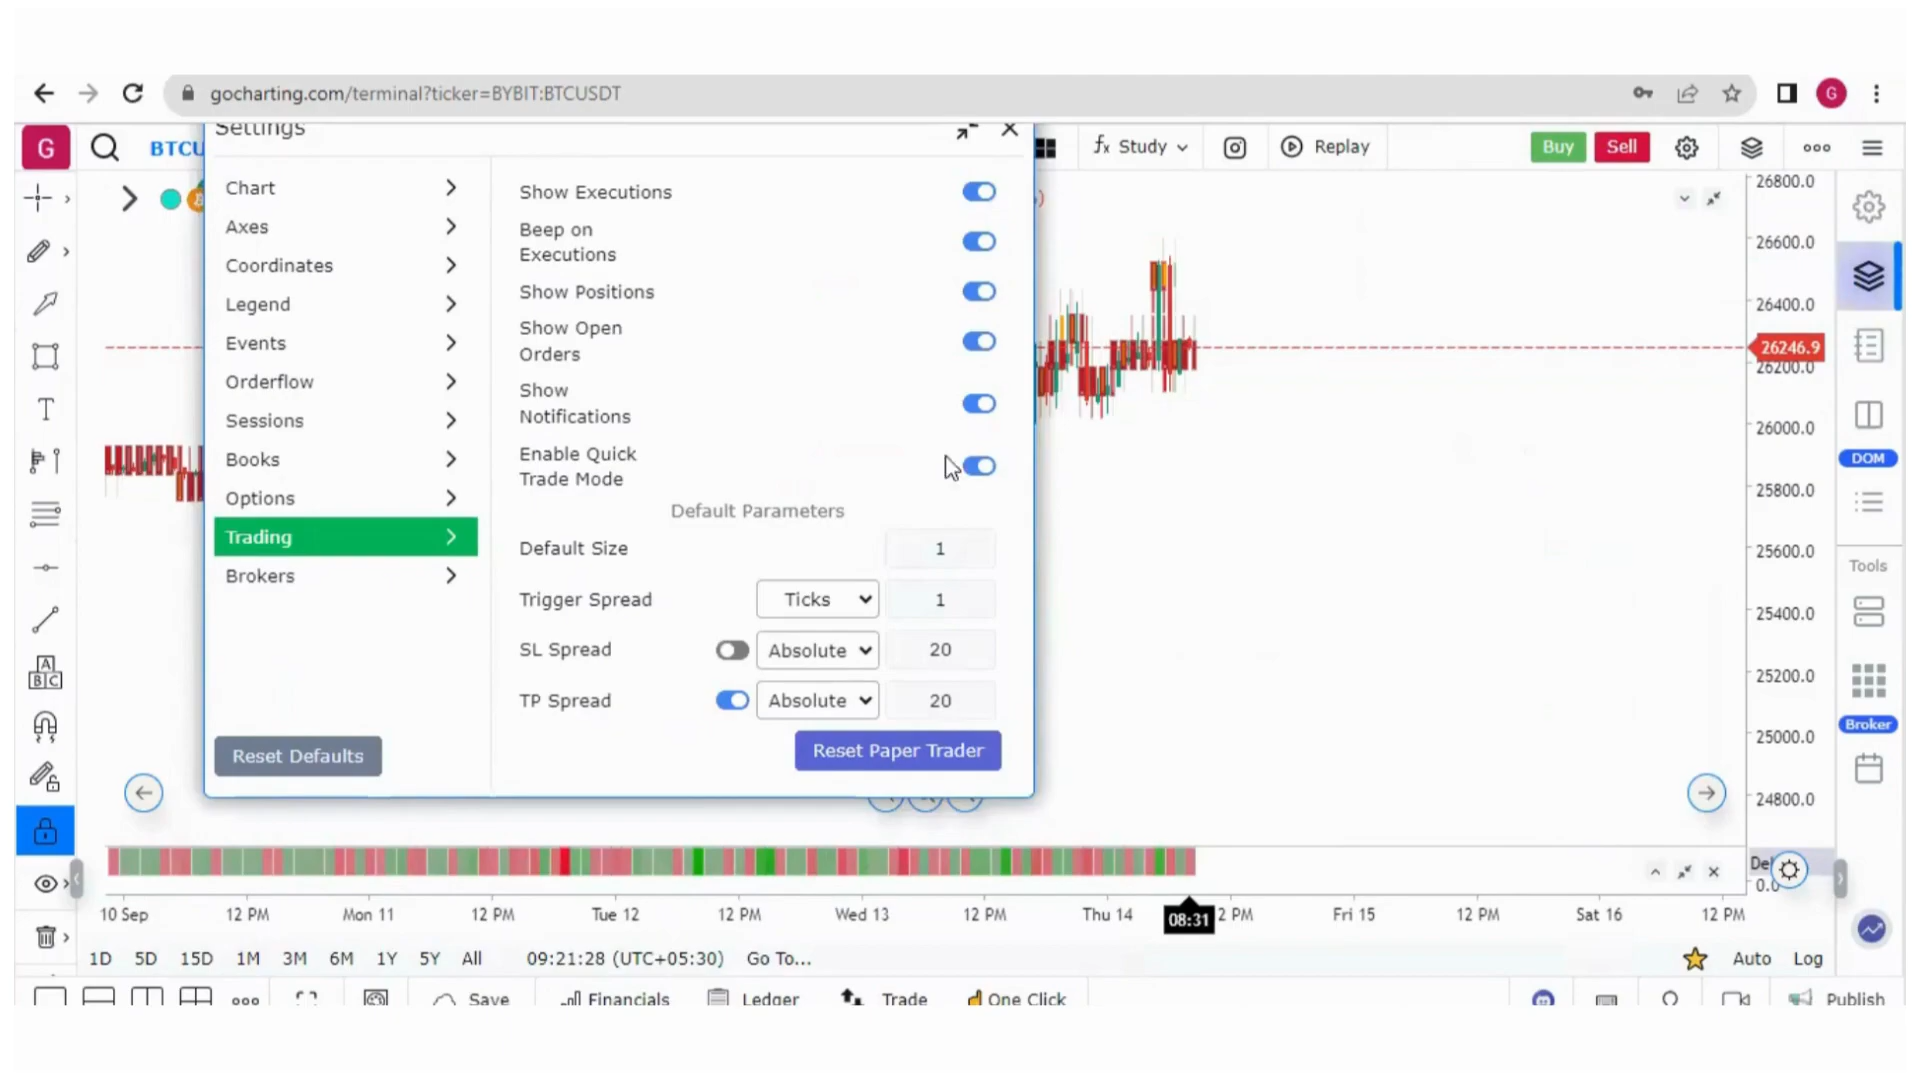 gocharting.com/terminal?ticker=BYBIT:BTCUSDT
G
G
BTCU
Settings
Study
Replay
Buy
Sell
Chart
Axes
Coordinates
Legend
Events
Orderflow
Sessions
Books
Options
Trading
Brokers
Reset Defaults
Show Executions
Beep on
Executions
Show Positions
Show Open
Orders
Show
Notifications
Enable Quick
Trade Mode
Default Parameters
Default Size
1
Trigger Spread
Ticks
1
SL Spread
Absolute
20
TP Spread
Absolute
20
Reset Paper Trader
26800.0
26600.0
26400.0
26246.9
26200.0
26000.0
25800.0
25600.0
25400.0
25200.0
25000.0
24800.0
0.0
DOM
Tools
Broker
T
A
B C
10 Sep
12 PM
Mon 11
12 PM
Tue 12
12 PM
Wed 13
12 PM
Thu 14
08:31
2 PM
Fri 15
12 PM
Sat 16
12 PM
1D
5D
15D
1M
3M
6M
1Y
5Y
All
09:21:28 (UTC+05:30)
Go To...
Auto
Log
Save
Financials
Ledger
Trade
One Click
Publish